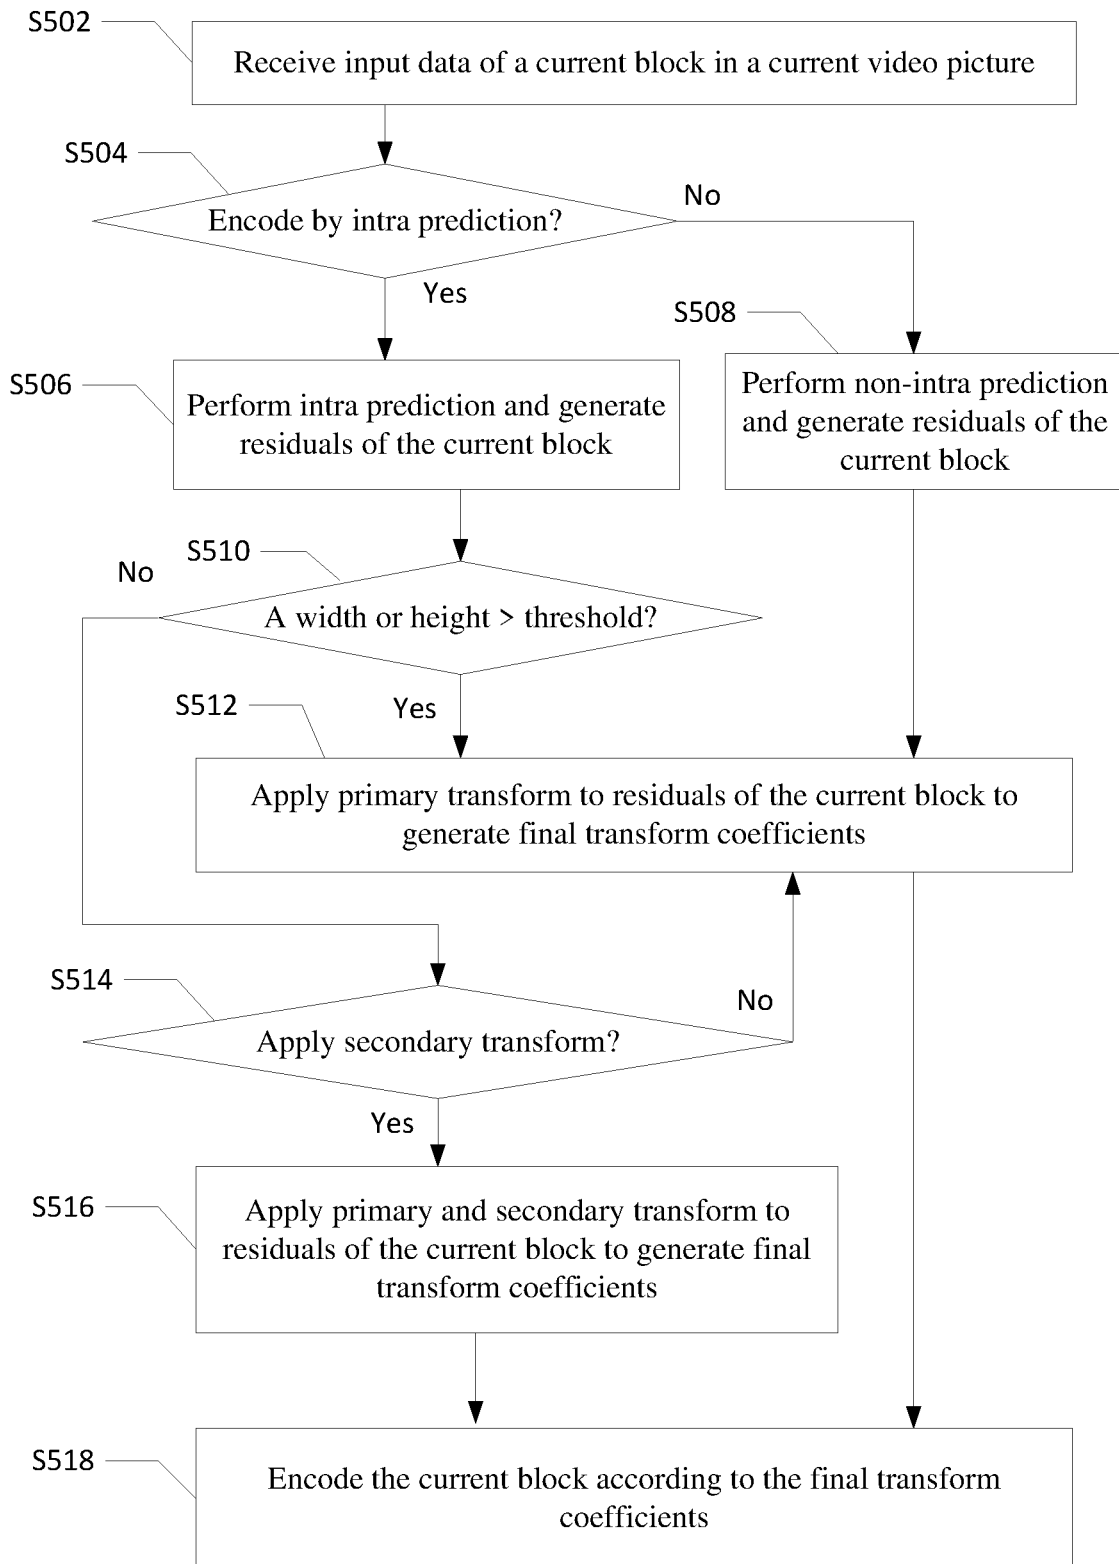 S502
Receive input data of a current block in a current video picture
S504
Encode by intra prediction?
No
Yes
S508
S506
Perform intra prediction and generate
residuals of the current block
Perform non-intra prediction
and generate residuals of the
current block
S510
No
A width or height > threshold?
S512
Yes
Apply primary transform to residuals of the current block to
generate final transform coefficients
S514
No
Apply secondary transform?
Yes
S516
Apply primary and secondary transform to
residuals of the current block to generate final
transform coefficients
S518
Encode the current block according to the final transform
coefficients